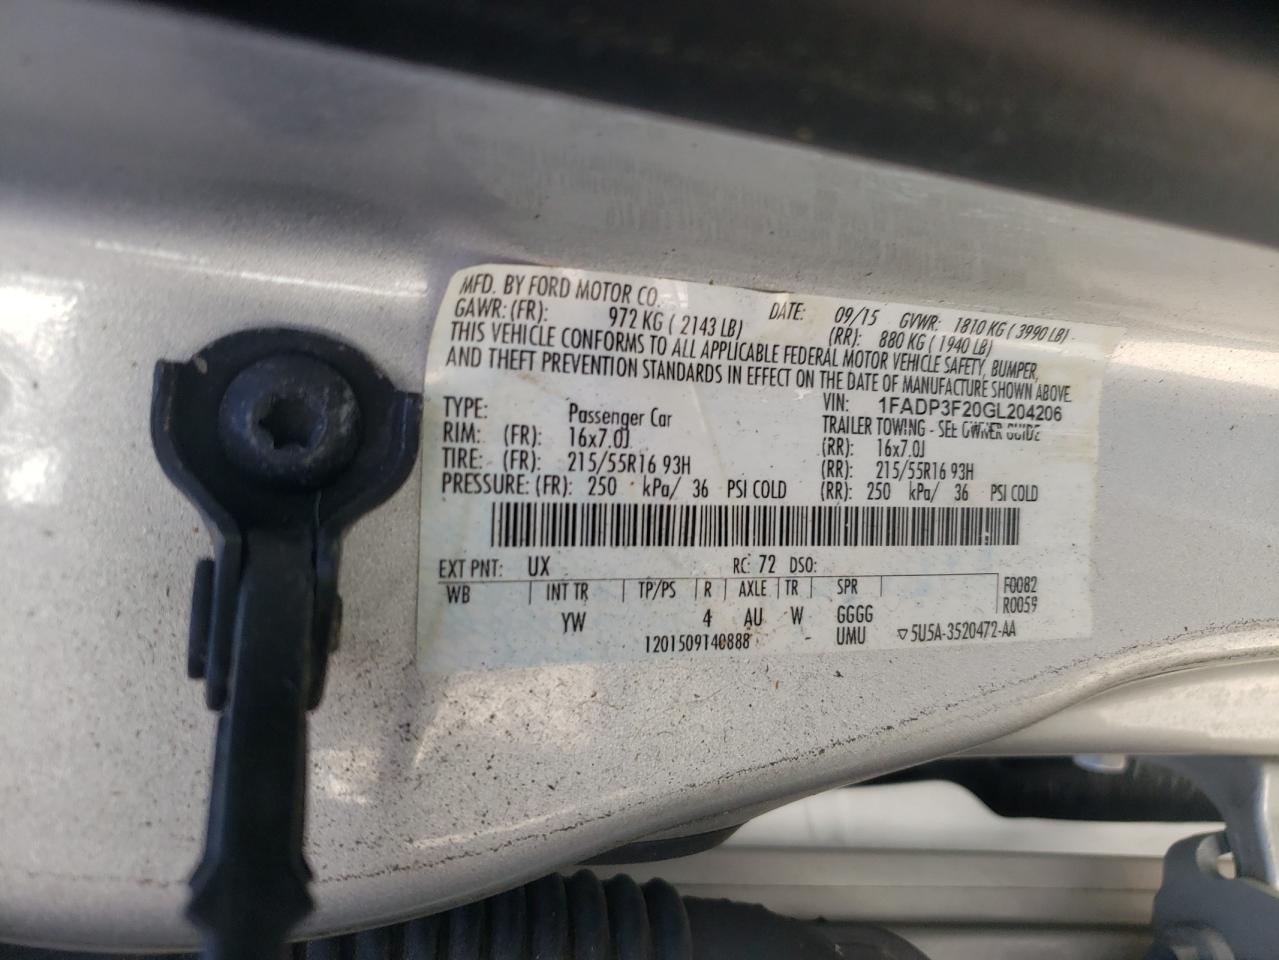 MFD. BY FORD MOTOR CO.
DATE: 09/15 GVWR: 1810 KG ( 3990 LB)
GAWR: (FR): 972 KG ( 2143 LB) (RR): 880 KG ( 1940 LB)
THIS VEHICLE CONFORMS TO ALL APPLICABLE FEDERAL MOTOR VEHICLE SAFETY, BUMPER,
AND THEFT PREVENTION STANDARDS IN EFFECT ON THE DATE OF MANUFACTURE SHOWN ABOVE.
VIN: 1FADP3F20GL204206
TYPE: Passenger Car TRAILER TOWING - SEE OWNER GUIDE
RIM: (FR): 16x7.0J (RR): 16x7.0J
TIRE: (FR): 215/55R16 93H (RR): 215/55R16 93H
PRESSURE: (FR): 250 kPa/ 36 PSI COLD (RR): 250 kPa/ 36 PSI COLD
EXT PNT: UX RC: 72 DSO:
WB INT TR TP/PS R AXLE TR SPR F0082
R0059
YW 4 AU W GGGG
1201509140888 UMU ▽5U5A-3520472-AA